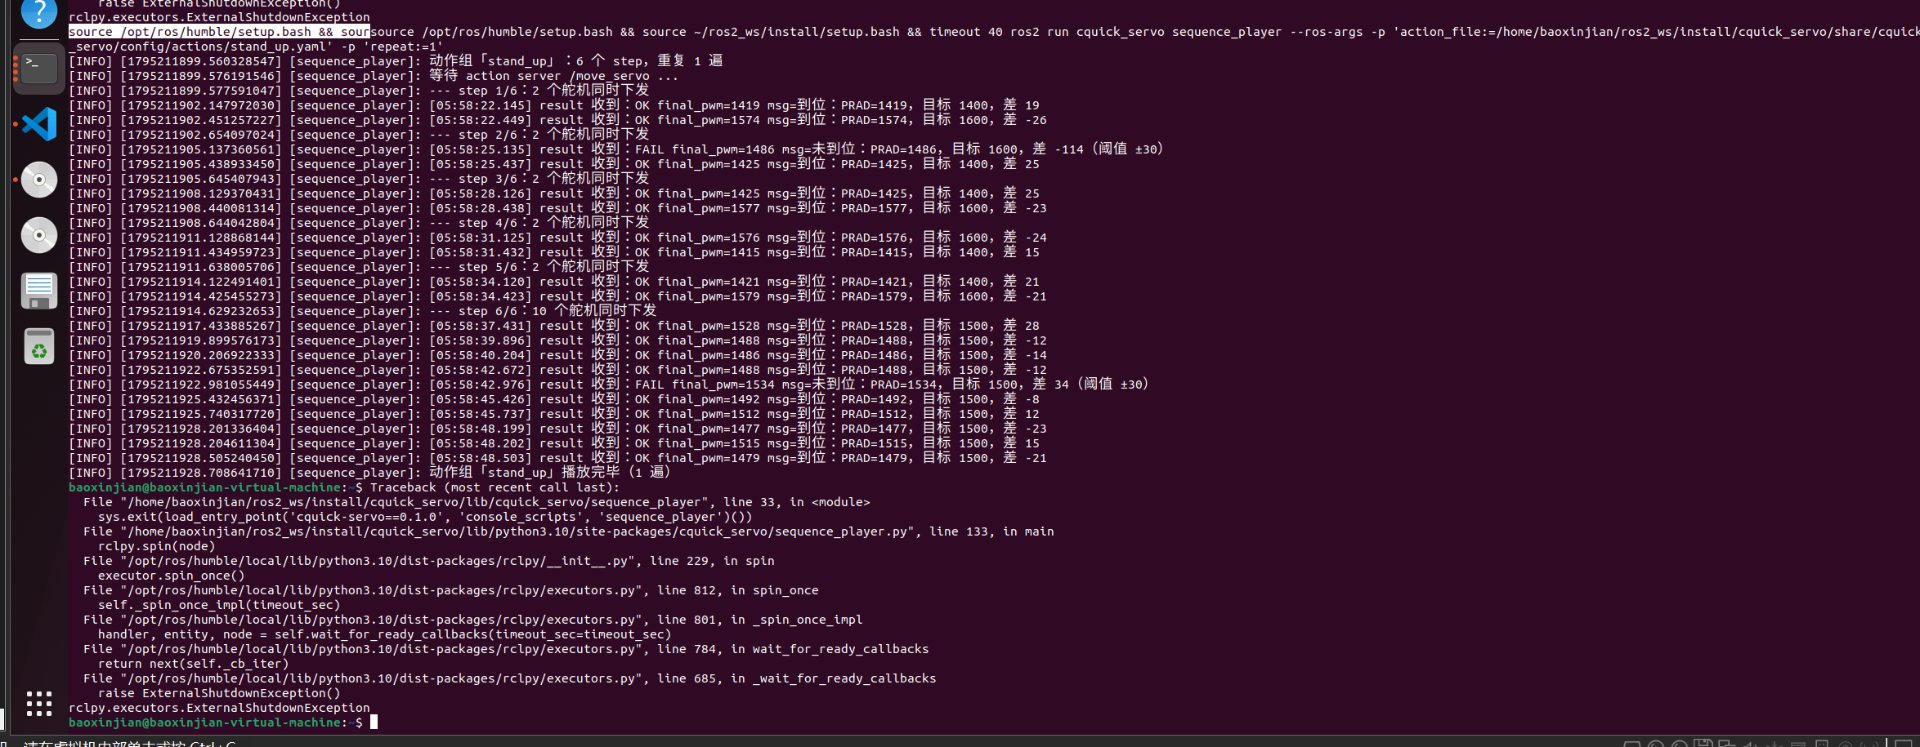 raise ExternalShutdownException()
rclpy.executors.ExternalShutdownException
source /opt/ros/humble/setup.bash && soursource /opt/ros/humble/setup.bash && source ~/ros2_ws/install/setup.bash && timeout 40 ros2 run cquick_servo sequence_player --ros-args -p 'action_file:=/home/baoxinjian/ros2_ws/install/cquick_servo/share/cquick
_servo/config/actions/stand_up.yaml' -p 'repeat:=1'
[INFO] [1795211899.560328547] [sequence_player]: 动作组「stand_up」：6 个 step，重复 1 遍
[INFO] [1795211899.576191546] [sequence_player]: 等待 action server /move_servo ...
[INFO] [1795211899.577591047] [sequence_player]: --- step 1/6：2 个舵机同时下发
[INFO] [1795211902.147972030] [sequence_player]: [05:58:22.145] result 收到：OK final_pwm=1419 msg=到位：PRAD=1419，目标 1400，差 19
[INFO] [1795211902.451257227] [sequence_player]: [05:58:22.449] result 收到：OK final_pwm=1574 msg=到位：PRAD=1574，目标 1600，差 -26
[INFO] [1795211902.654097024] [sequence_player]: --- step 2/6：2 个舵机同时下发
[INFO] [1795211905.137360561] [sequence_player]: [05:58:25.135] result 收到：FAIL final_pwm=1486 msg=未到位：PRAD=1486，目标 1600，差 -114（阈值 ±30）
[INFO] [1795211905.438933450] [sequence_player]: [05:58:25.437] result 收到：OK final_pwm=1425 msg=到位：PRAD=1425，目标 1400，差 25
[INFO] [1795211905.645407943] [sequence_player]: --- step 3/6：2 个舵机同时下发
[INFO] [1795211908.129370431] [sequence_player]: [05:58:28.126] result 收到：OK final_pwm=1425 msg=到位：PRAD=1425，目标 1400，差 25
[INFO] [1795211908.440081314] [sequence_player]: [05:58:28.438] result 收到：OK final_pwm=1577 msg=到位：PRAD=1577，目标 1600，差 -23
[INFO] [1795211908.644042804] [sequence_player]: --- step 4/6：2 个舵机同时下发
[INFO] [1795211911.128868144] [sequence_player]: [05:58:31.125] result 收到：OK final_pwm=1576 msg=到位：PRAD=1576，目标 1600，差 -24
[INFO] [1795211911.434959723] [sequence_player]: [05:58:31.432] result 收到：OK final_pwm=1415 msg=到位：PRAD=1415，目标 1400，差 15
[INFO] [1795211911.638005706] [sequence_player]: --- step 5/6：2 个舵机同时下发
[INFO] [1795211914.122491401] [sequence_player]: [05:58:34.120] result 收到：OK final_pwm=1421 msg=到位：PRAD=1421，目标 1400，差 21
[INFO] [1795211914.425455273] [sequence_player]: [05:58:34.423] result 收到：OK final_pwm=1579 msg=到位：PRAD=1579，目标 1600，差 -21
[INFO] [1795211914.629232653] [sequence_player]: --- step 6/6：10 个舵机同时下发
[INFO] [1795211917.433885267] [sequence_player]: [05:58:37.431] result 收到：OK final_pwm=1528 msg=到位：PRAD=1528，目标 1500，差 28
[INFO] [1795211919.899576173] [sequence_player]: [05:58:39.896] result 收到：OK final_pwm=1488 msg=到位：PRAD=1488，目标 1500，差 -12
[INFO] [1795211920.206922333] [sequence_player]: [05:58:40.204] result 收到：OK final_pwm=1486 msg=到位：PRAD=1486，目标 1500，差 -14
[INFO] [1795211922.675352591] [sequence_player]: [05:58:42.672] result 收到：OK final_pwm=1488 msg=到位：PRAD=1488，目标 1500，差 -12
[INFO] [1795211922.981055449] [sequence_player]: [05:58:42.976] result 收到：FAIL final_pwm=1534 msg=未到位：PRAD=1534，目标 1500，差 34（阈值 ±30）
[INFO] [1795211925.432456371] [sequence_player]: [05:58:45.426] result 收到：OK final_pwm=1492 msg=到位：PRAD=1492，目标 1500，差 -8
[INFO] [1795211925.740317720] [sequence_player]: [05:58:45.737] result 收到：OK final_pwm=1512 msg=到位：PRAD=1512，目标 1500，差 12
[INFO] [1795211928.201336404] [sequence_player]: [05:58:48.199] result 收到：OK final_pwm=1477 msg=到位：PRAD=1477，目标 1500，差 -23
[INFO] [1795211928.204611304] [sequence_player]: [05:58:48.202] result 收到：OK final_pwm=1515 msg=到位：PRAD=1515，目标 1500，差 15
[INFO] [1795211928.505240450] [sequence_player]: [05:58:48.503] result 收到：OK final_pwm=1479 msg=到位：PRAD=1479，目标 1500，差 -21
[INFO] [1795211928.708641710] [sequence_player]: 动作组「stand_up」播放完毕（1 遍）
baoxinjian@baoxinjian-virtual-machine:~$ Traceback (most recent call last):
  File "/home/baoxinjian/ros2_ws/install/cquick_servo/lib/cquick_servo/sequence_player", line 33, in <module>
    sys.exit(load_entry_point('cquick-servo==0.1.0', 'console_scripts', 'sequence_player')())
  File "/home/baoxinjian/ros2_ws/install/cquick_servo/lib/python3.10/site-packages/cquick_servo/sequence_player.py", line 133, in main
    rclpy.spin(node)
  File "/opt/ros/humble/local/lib/python3.10/dist-packages/rclpy/__init__.py", line 229, in spin
    executor.spin_once()
  File "/opt/ros/humble/local/lib/python3.10/dist-packages/rclpy/executors.py", line 812, in spin_once
    self._spin_once_impl(timeout_sec)
  File "/opt/ros/humble/local/lib/python3.10/dist-packages/rclpy/executors.py", line 801, in _spin_once_impl
    handler, entity, node = self.wait_for_ready_callbacks(timeout_sec=timeout_sec)
  File "/opt/ros/humble/local/lib/python3.10/dist-packages/rclpy/executors.py", line 784, in wait_for_ready_callbacks
    return next(self._cb_iter)
  File "/opt/ros/humble/local/lib/python3.10/dist-packages/rclpy/executors.py", line 685, in _wait_for_ready_callbacks
    raise ExternalShutdownException()
rclpy.executors.ExternalShutdownException
baoxinjian@baoxinjian-virtual-machine:~$